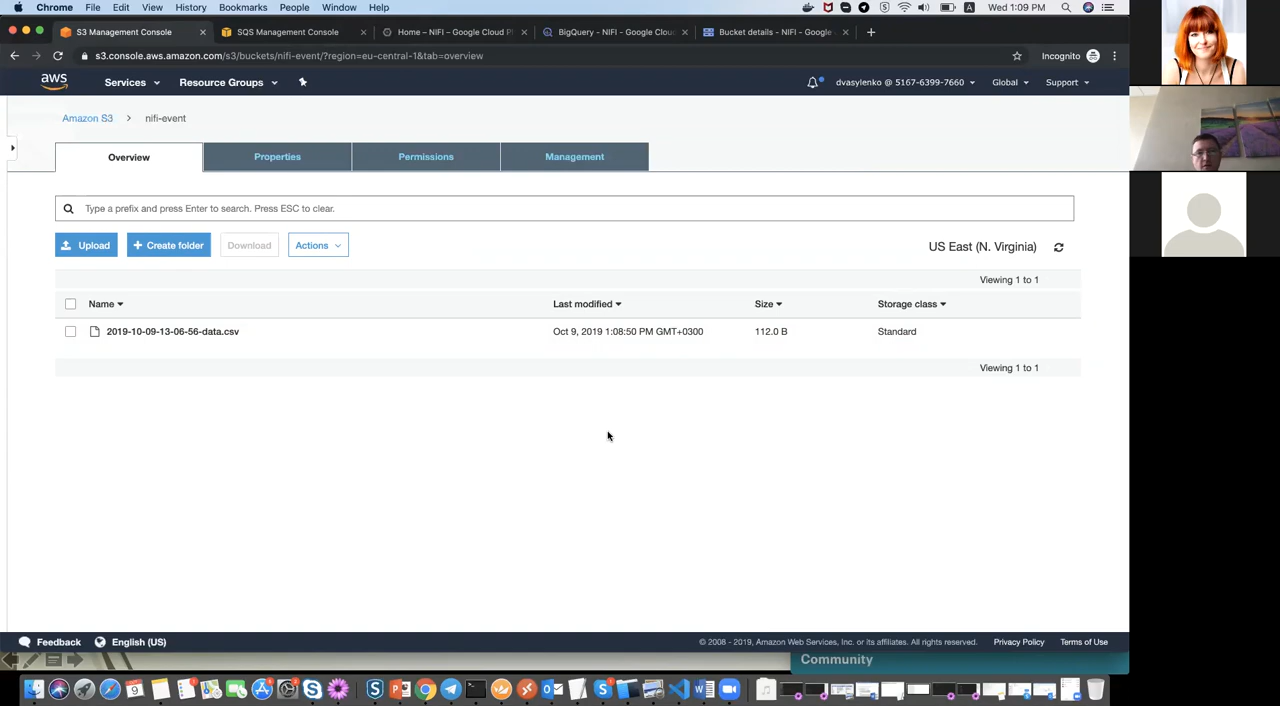 Chrome File Edit View History Bookmarks People Window Help Wed 1:09 PM
S3 Management Console SQS Management Console Home – NIFI – Google Cloud P BigQuery - NIFI - Google Clou Bucket details - NIFI - Google
s3.console.aws.amazon.com/s3/buckets/nifi-event/?region=eu-central-1&tab=overview Incognito
aws Services Resource Groups dvasylenko @ 5167-6399-7660 Global Support
Amazon S3 > nifi-event
Overview Properties Permissions Management
Type a prefix and press Enter to search. Press ESC to clear.
Upload + Create folder Download Actions US East (N. Virginia)
Viewing 1 to 1
Name Last modified Size Storage class
2019-10-09-13-06-56-data.csv Oct 9, 2019 1:08:50 PM GMT+0300 112.0 B Standard
Viewing 1 to 1
Feedback English (US) © 2008 - 2019, Amazon Web Services, Inc. or its affiliates. All rights reserved. Privacy Policy Terms of Use
Community